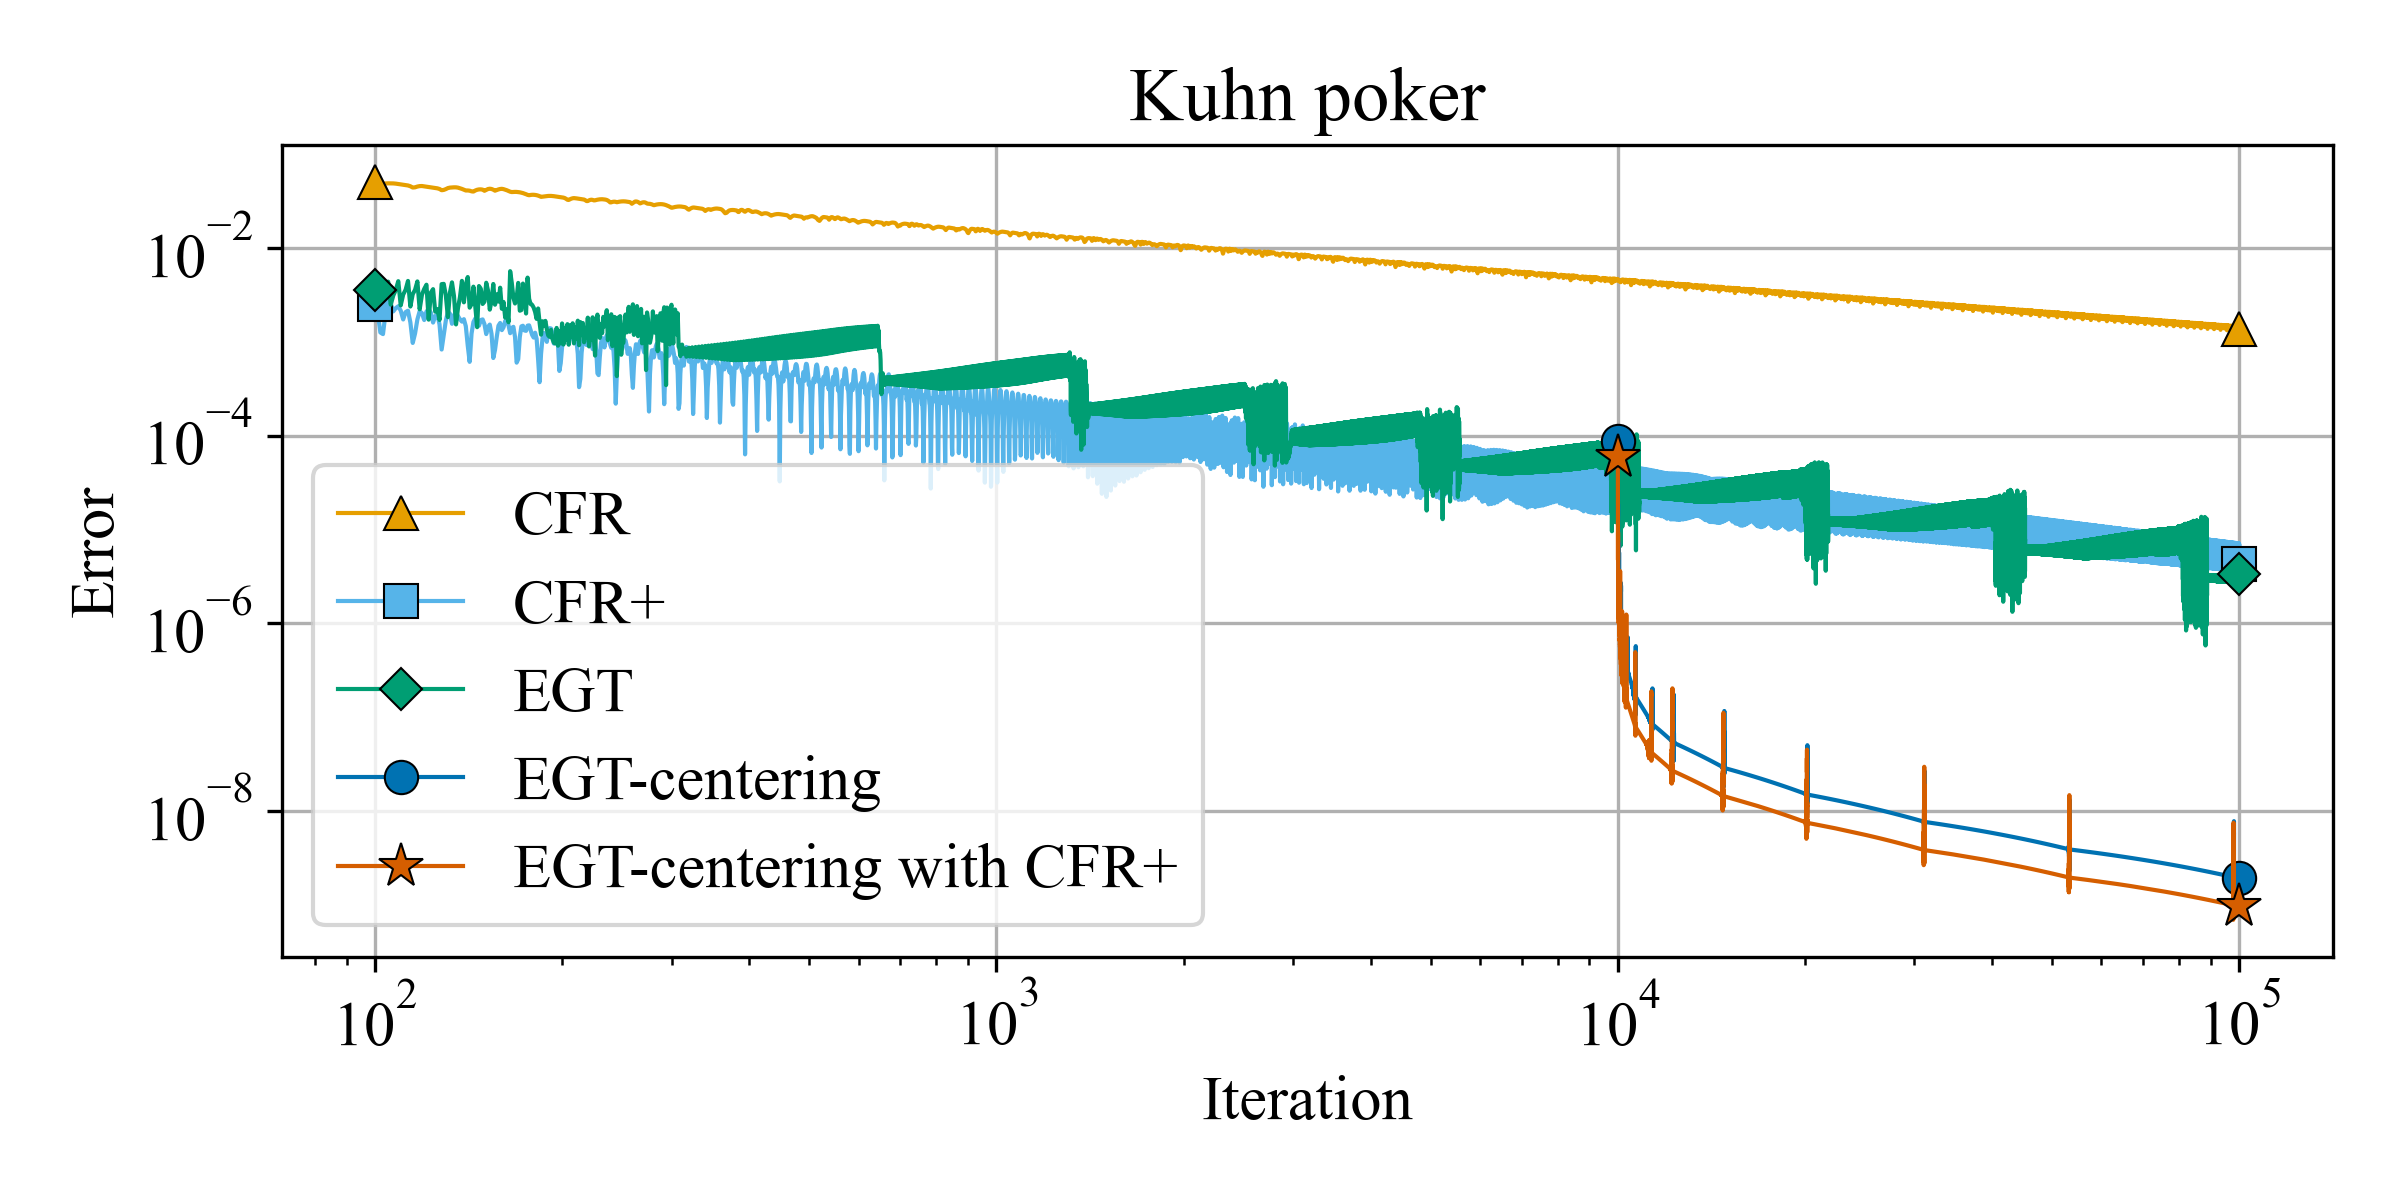 Kuhn poker
Error
10⁻²
10⁻⁴
10⁻⁶
10⁻⁸
CFR
CFR+
EGT
EGT-centering
EGT-centering with CFR+
10² 10³ 10⁴ 10⁵
Iteration